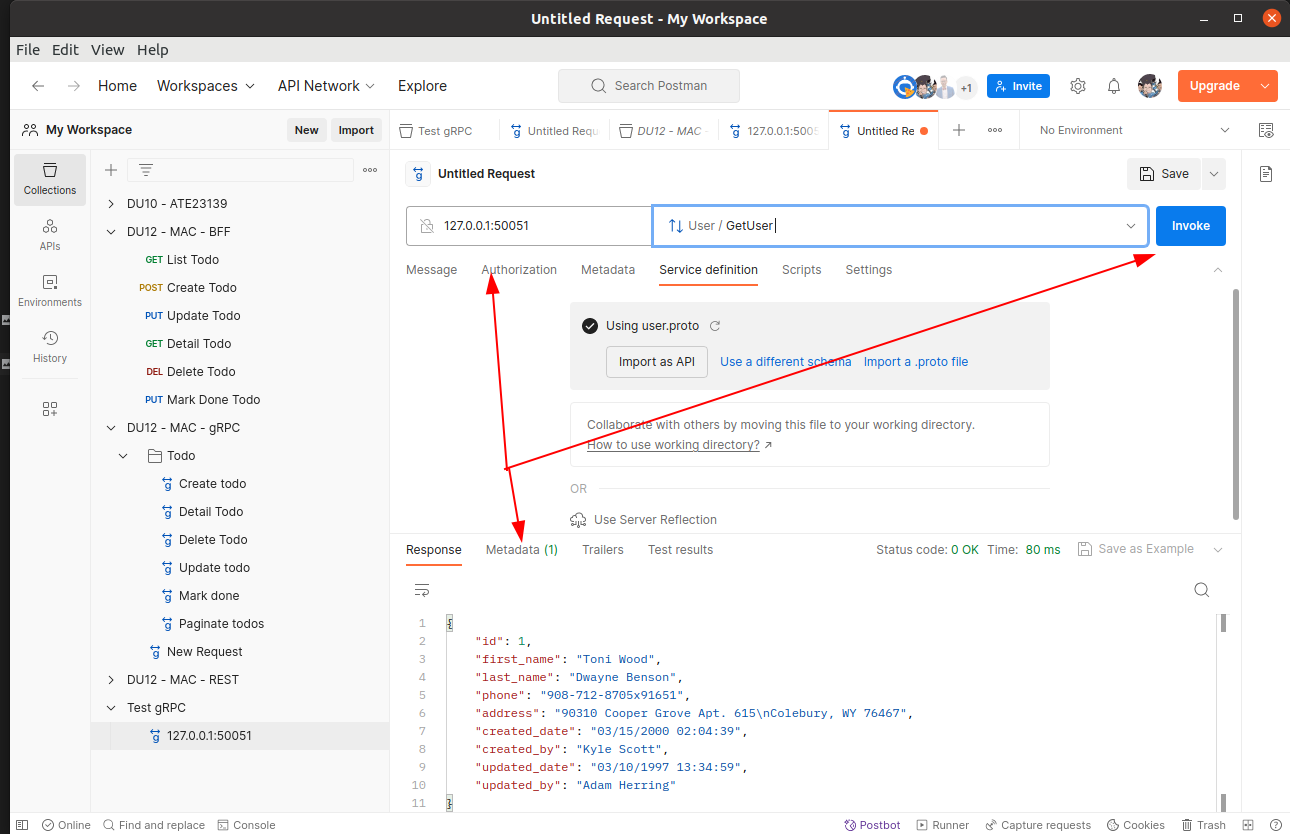 Untitled Request - My Workspace
File Edit View Help
Home Workspaces API Network Explore Search Postman +1 Invite Upgrade
My Workspace New Import Test gRPC Untitled Requ DU12 - MAC - 127.0.0.1:5005 Untitled Re No Environment
Collections
APIs
Environments
History
DU10 - ATE23139
DU12 - MAC - BFF
GET List Todo
POST Create Todo
PUT Update Todo
GET Detail Todo
DEL Delete Todo
PUT Mark Done Todo
DU12 - MAC - gRPC
Todo
Create todo
Detail Todo
Delete Todo
Update todo
Mark done
Paginate todos
New Request
DU12 - MAC - REST
Test gRPC
127.0.0.1:50051
Untitled Request Save
127.0.0.1:50051 User / GetUser Invoke
Message Authorization Metadata Service definition Scripts Settings
Using user.proto
Import as API Use a different schema Import a .proto file
Collaborate with others by moving this file to your working directory.
How to use working directory? ↗
OR
Use Server Reflection
Response Metadata (1) Trailers Test results Status code: 0 OK Time: 80 ms Save as Example
1 {
2 "id": 1,
3 "first_name": "Toni Wood",
4 "last_name": "Dwayne Benson",
5 "phone": "908-712-8705x91651",
6 "address": "90310 Cooper Grove Apt. 615\nColebury, WY 76467",
7 "created_date": "03/15/2000 02:04:39",
8 "created_by": "Kyle Scott",
9 "updated_date": "03/10/1997 13:34:59",
10 "updated_by": "Adam Herring"
11 }
Online Find and replace Console Postbot Runner Capture requests Cookies Trash